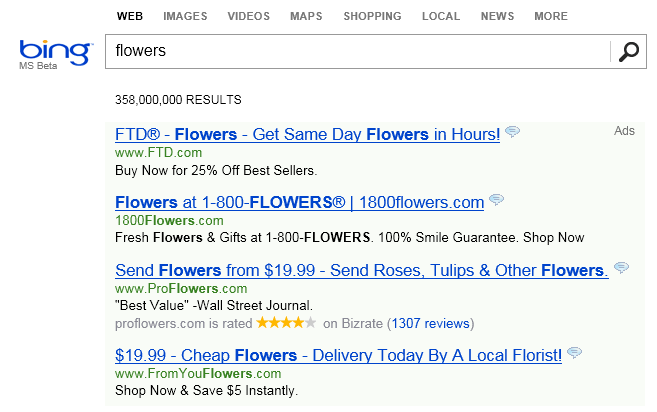 WEB IMAGES VIDEOS MAPS SHOPPING LOCAL NEWS MORE
bing
MS Beta
flowers
358,000,000 RESULTS
FTD® - Flowers - Get Same Day Flowers in Hours!
Ads
www.FTD.com
Buy Now for 25% Off Best Sellers.
Flowers at 1-800-FLOWERS® | 1800flowers.com
1800Flowers.com
Fresh Flowers & Gifts at 1-800-FLOWERS. 100% Smile Guarantee. Shop Now
Send Flowers from $19.99 - Send Roses, Tulips & Other Flowers.
www.ProFlowers.com
"Best Value" -Wall Street Journal.
proflowers.com is rated ★★★★★ on Bizrate (1307 reviews)
$19.99 - Cheap Flowers - Delivery Today By A Local Florist!
www.FromYouFlowers.com
Shop Now & Save $5 Instantly.